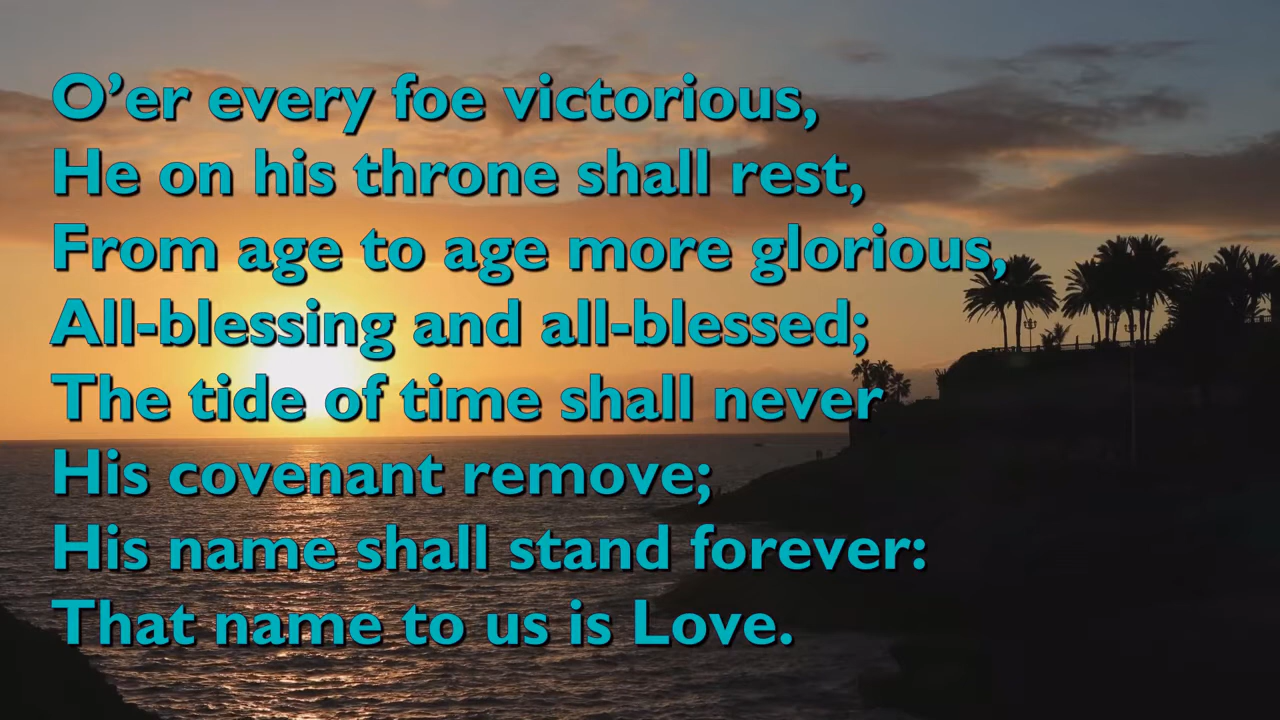 O’er every foe victorious,
He on his throne shall rest,
From age to age more glorious,
All-blessing and all-blessed;
The tide of time shall never
His covenant remove;
His name shall stand forever:
That name to us is Love.